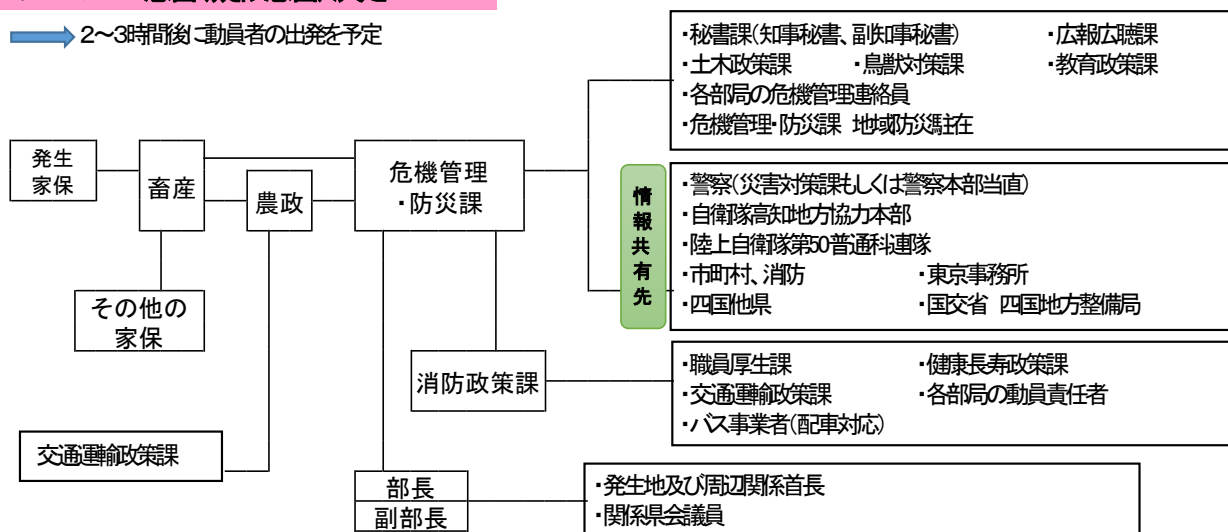 2～3時間後に動員者の出発を予定
・秘書課(知事秘書、副知事秘書) ・広報広聴課
・土木政策課 ・鳥獣対策課 ・教育政策課
・各部局の危機管理連絡員
・危機管理・防災課 地域防災駐在
発生
家保
畜産
農政
危機管理
・防災課
情報共有先
・警察(災害対策課もしくは警察本部当直)
・自衛隊高知地方協力本部
・陸上自衛隊第50普通科連隊
・市町村、消防 ・東京事務所
・四国他県 ・国交省 四国地方整備局
その他の
家保
消防政策課
・職員厚生課 ・健康長寿政策課
・交通運輸政策課 ・各部局の動員責任者
・バス事業者(配車対応)
交通運輸政策課
部長
副部長
・発生地及び周辺関係首長
・関係県会議員